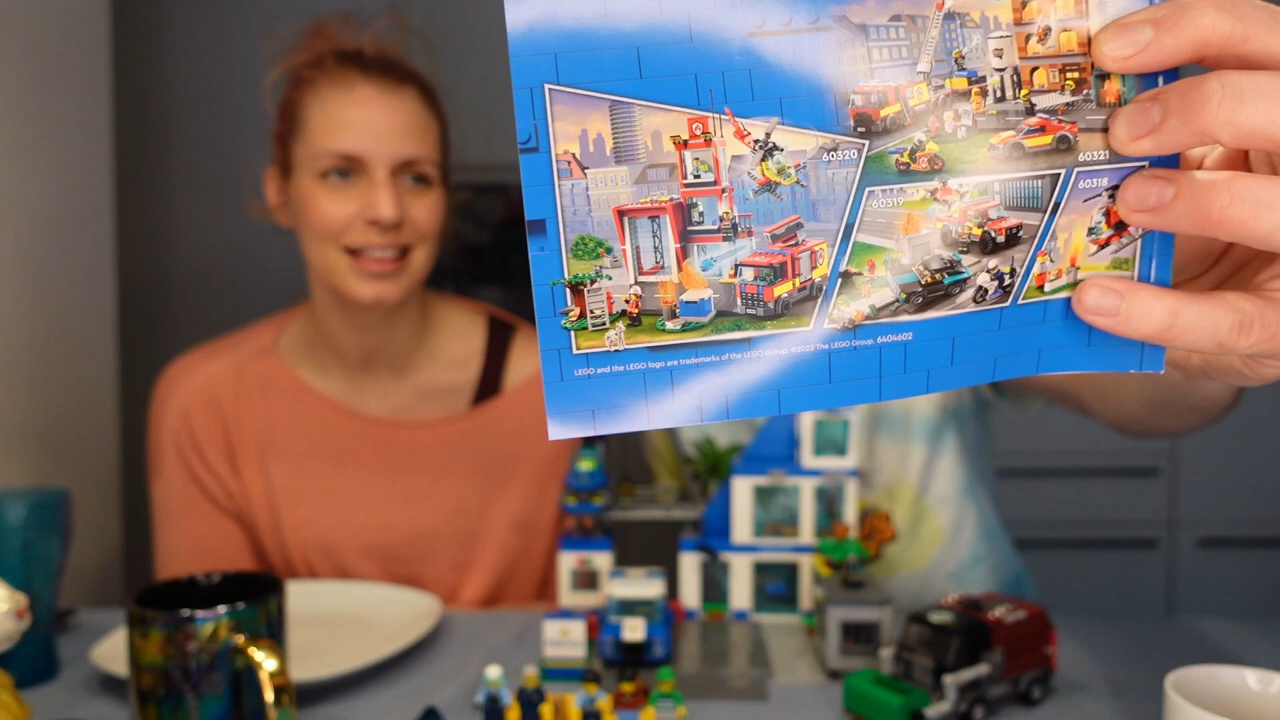 60320
60321
60319
60318
LEGO and the LEGO logo are trademarks of the LEGO Group. ©2022 The LEGO Group. 6404602